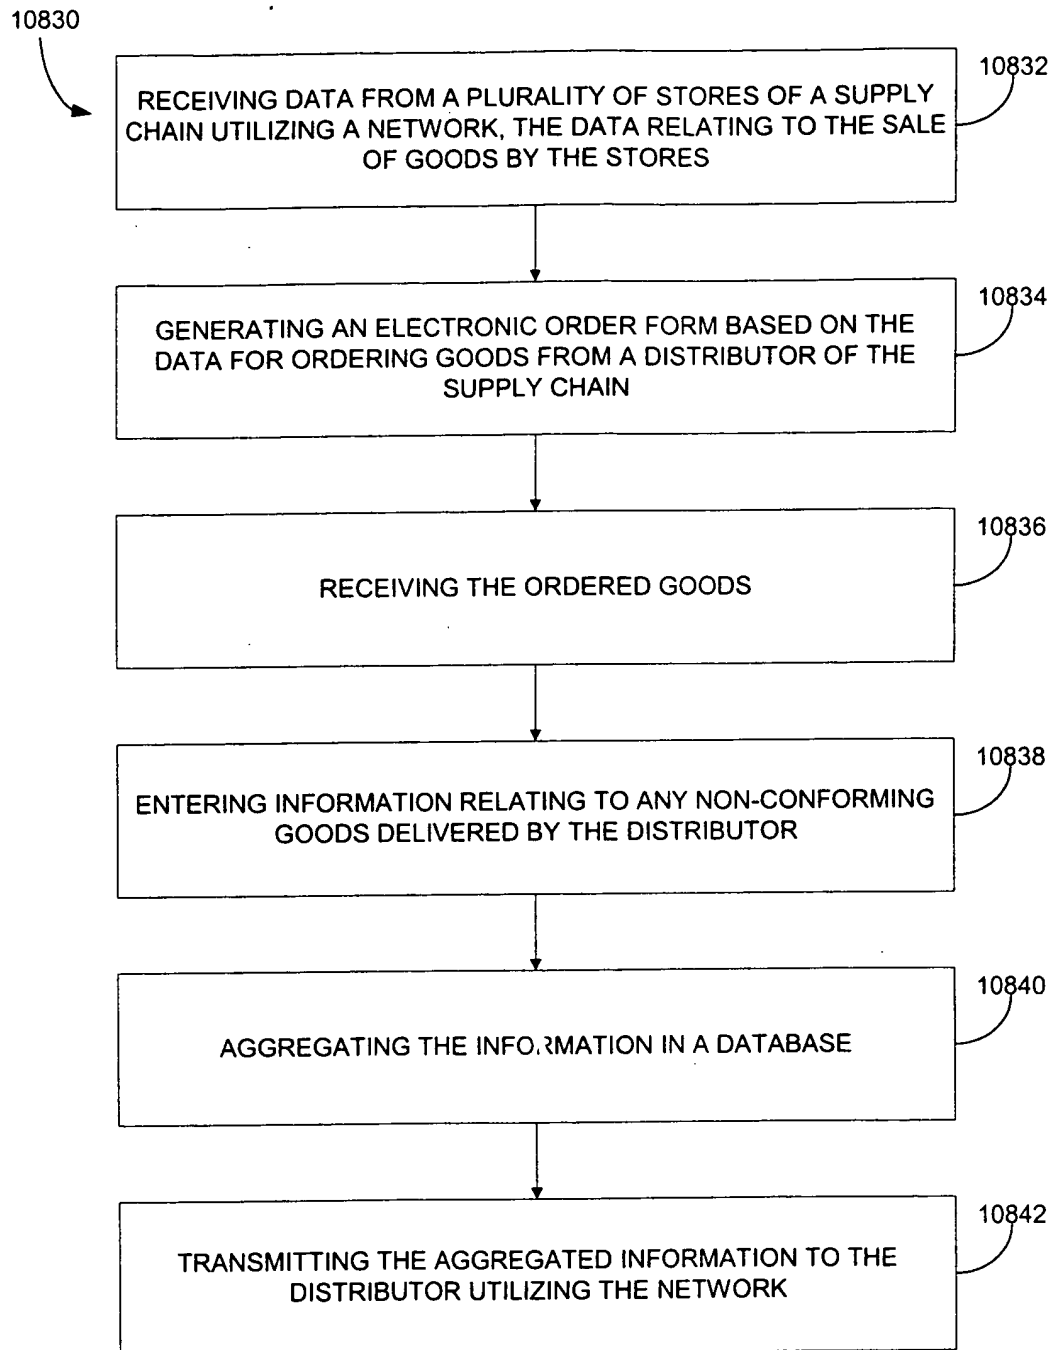 10830
10832
RECEIVING DATA FROM A PLURALITY OF STORES OF A SUPPLY
CHAIN UTILIZING A NETWORK, THE DATA RELATING TO THE SALE
OF GOODS BY THE STORES
10834
GENERATING AN ELECTRONIC ORDER FORM BASED ON THE
DATA FOR ORDERING GOODS FROM A DISTRIBUTOR OF THE
SUPPLY CHAIN
10836
RECEIVING THE ORDERED GOODS
10838
ENTERING INFORMATION RELATING TO ANY NON-CONFORMING
GOODS DELIVERED BY THE DISTRIBUTOR
10840
AGGREGATING THE INFORMATION IN A DATABASE
10842
TRANSMITTING THE AGGREGATED INFORMATION TO THE
DISTRIBUTOR UTILIZING THE NETWORK